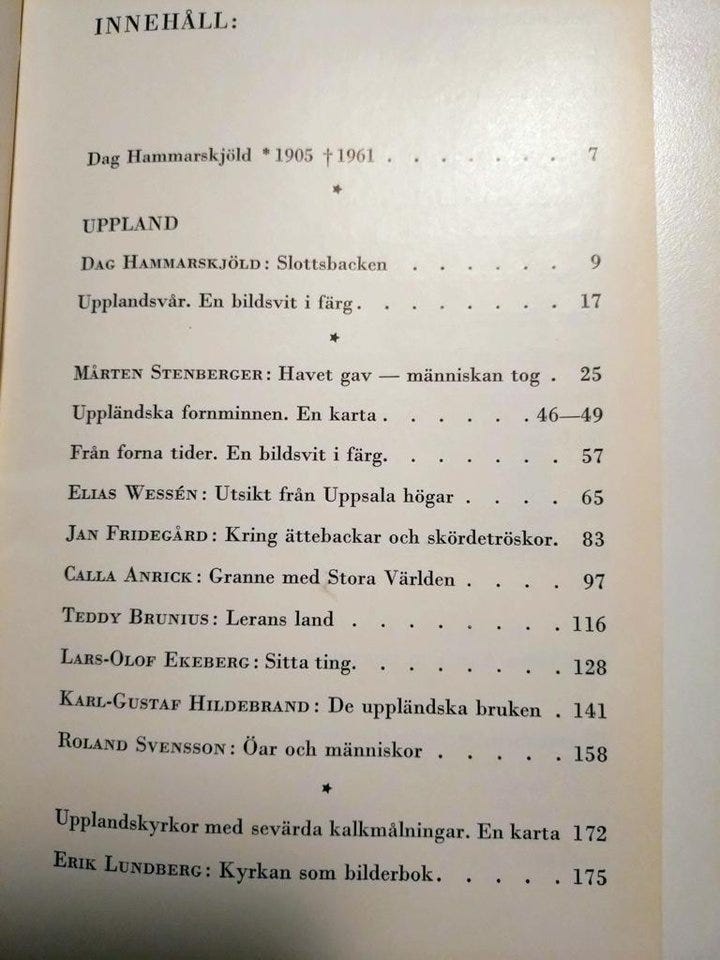 INNEHÅLL:
Dag Hammarskjöld * 1905 † 1961 . . . . . . . 7
*
UPPLAND
DAG HAMMARSKJÖLD: Slottsbacken . . . . . . 9
Upplandsvår. En bildsvit i färg. . . . . . . . 17
*
MÅRTEN STENBERGER: Havet gav — människan tog . 25
Uppländska fornminnen. En karta . . . . . . 46—49
Från forna tider. En bildsvit i färg. . . . . . . 57
ELIAS WESSÉN: Utsikt från Uppsala högar . . . . 65
JAN FRIDEGÅRD: Kring ättebackar och skördetröskor. 83
CALLA ANRICK: Granne med Stora Världen . . . . 97
TEDDY BRUNIUS: Lerans land . . . . . . . . 116
LARS-OLOF EKEBERG: Sitta ting. . . . . . . . 128
KARL-GUSTAF HILDEBRAND: De uppländska bruken . 141
ROLAND SVENSSON: Öar och människor . . . . . 158
*
Upplandskyrkor med sevärda kalkmålningar. En karta 172
ERIK LUNDBERG: Kyrkan som bilderbok. . . . . 175